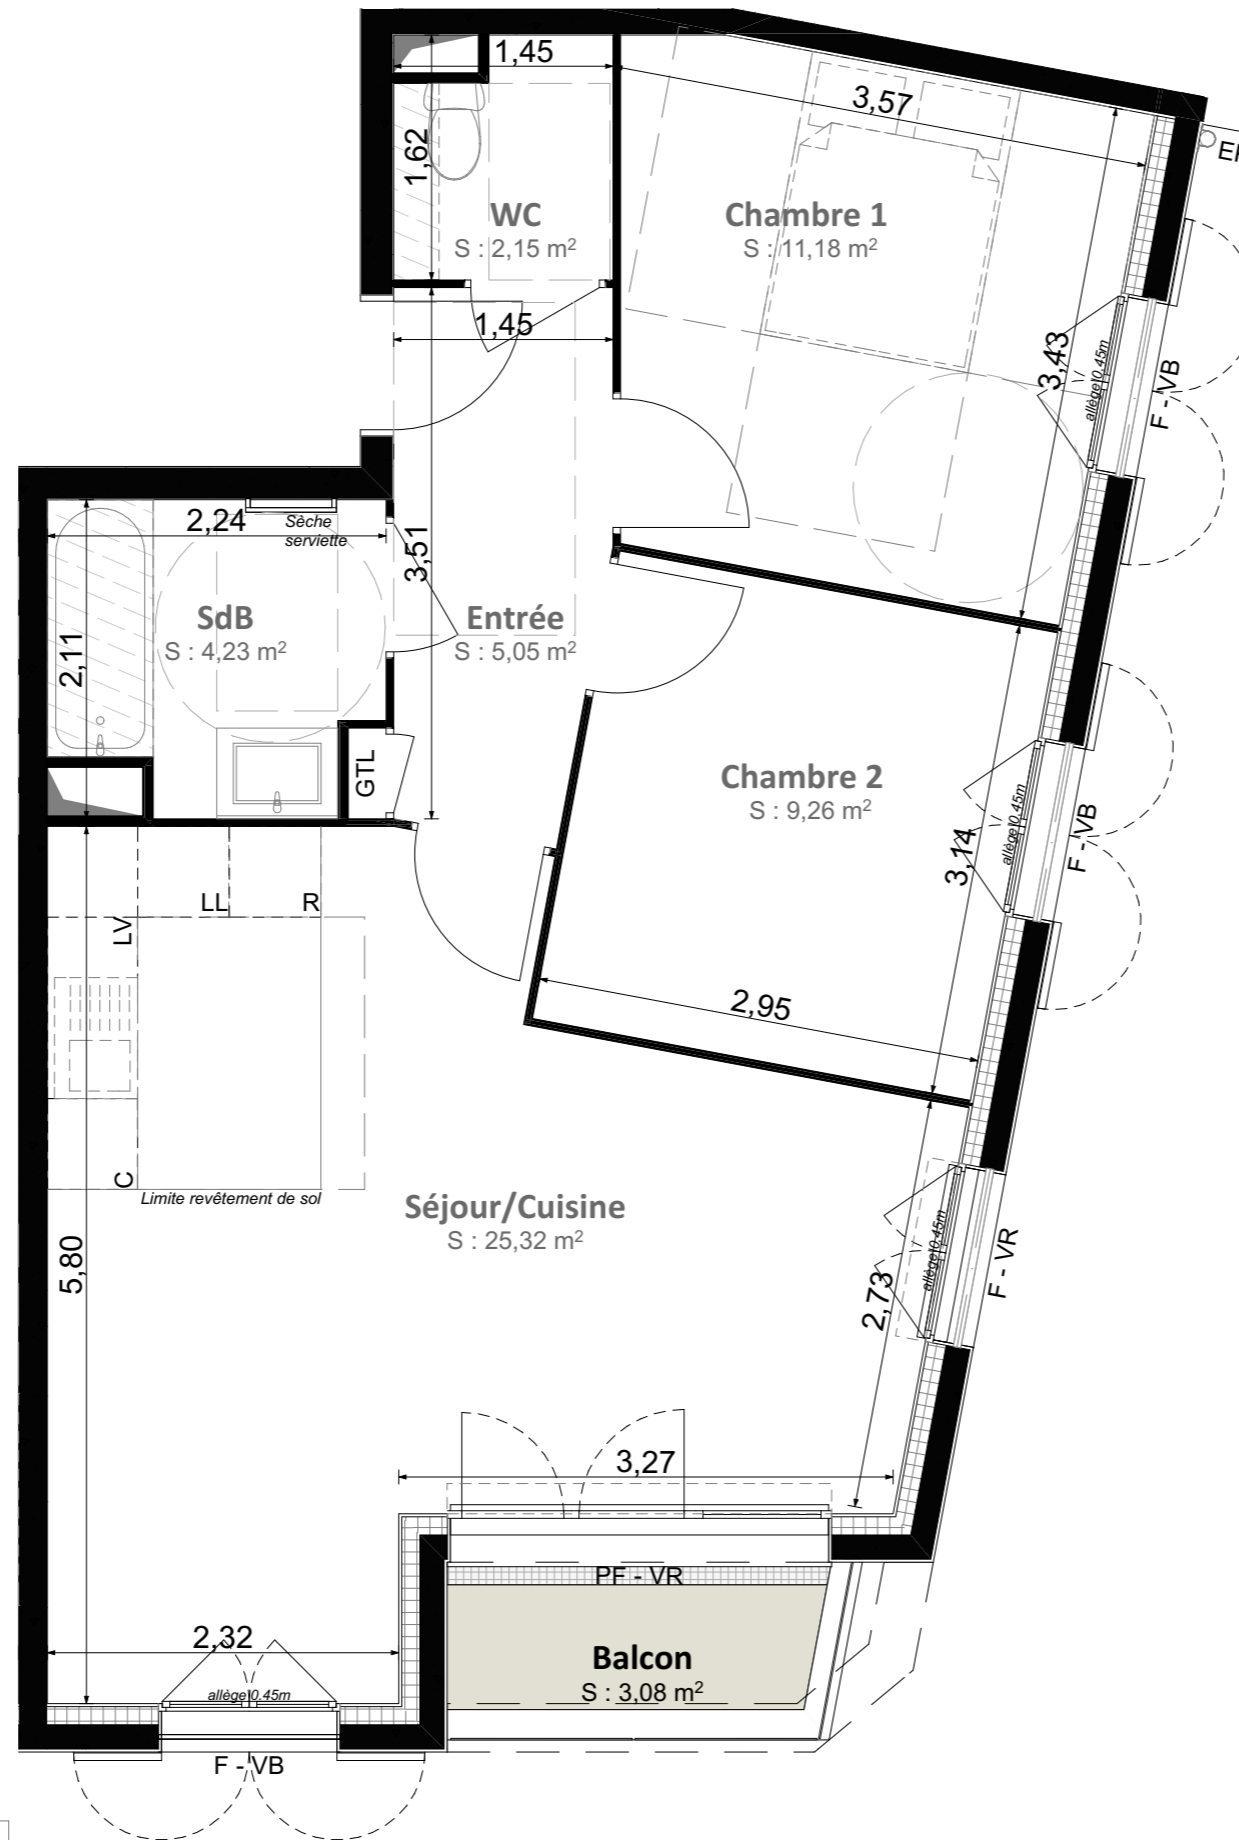 1,45
3,57
EP
1,62
WC
S : 2,15 m²
Chambre 1
S : 11,18 m²
1,45
3,43
allège 0.45m
F - VB
2,24
Sèche
serviette
3,51
2,11
SdB
S : 4,23 m²
Entrée
S : 5,05 m²
GTL
Chambre 2
S : 9,26 m²
3,14
allège 0.45m
F - VB
LL
R
LV
2,95
C
Limite revêtement de sol
Séjour/Cuisine
S : 25,32 m²
5,80
2,73
allège 0.45m
F - VR
3,27
PF - VR
2,32
allège 0.45m
Balcon
S : 3,08 m²
F - VB